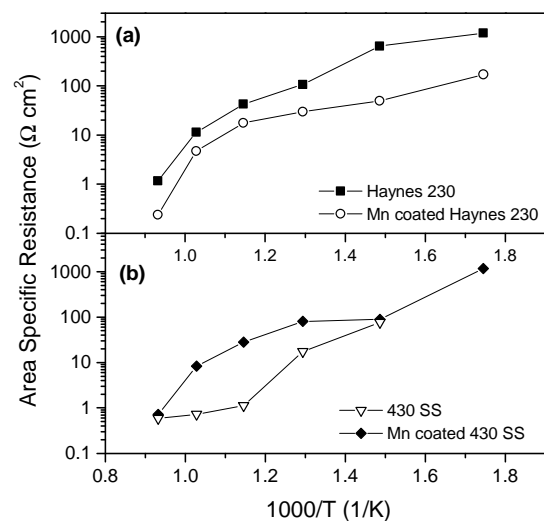 (a)
1000
100
10
1
0.1
Haynes 230
Mn coated Haynes 230
1.0 1.2 1.4 1.6 1.8
(b)
1000
100
10
1
0.1
430 SS
Mn coated 430 SS
0.8 1.0 1.2 1.4 1.6 1.8
1000/T (1/K)
Area Specific Resistance (Ω cm²)